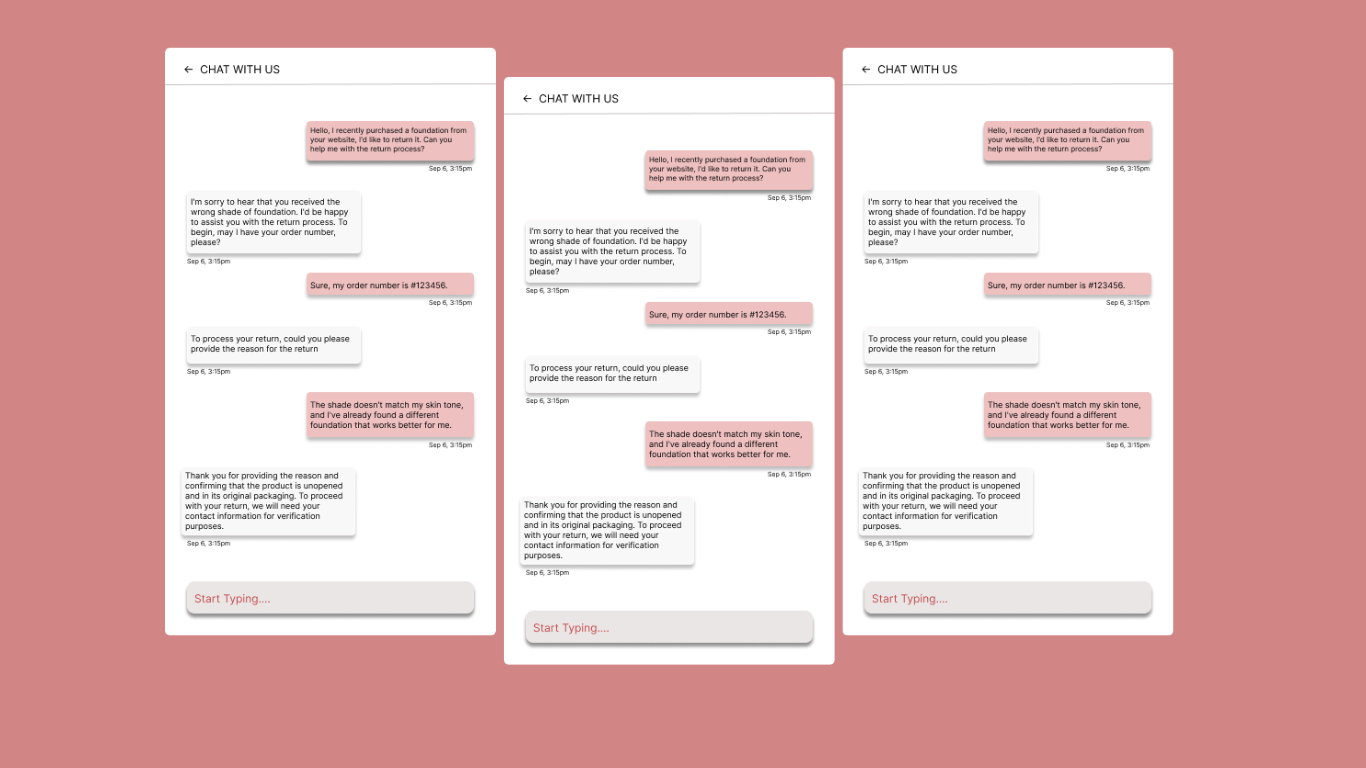 ← CHAT WITH US
Hello, I recently purchased a foundation from
your website, I'd like to return it. Can you
help me with the return process?
Sep 6, 3:15pm
I'm sorry to hear that you received the
wrong shade of foundation. I'd be happy
to assist you with the return process. To
begin, may I have your order number,
please?
Sep 6, 3:15pm
Sure, my order number is #123456.
Sep 6, 3:15pm
To process your return, could you please
provide the reason for the return
Sep 6, 3:15pm
The shade doesn't match my skin tone,
and I've already found a different
foundation that works better for me.
Sep 6, 3:15pm
Thank you for providing the reason and
confirming that the product is unopened
and in its original packaging. To proceed
with your return, we will need your
contact information for verification
purposes.
Sep 6, 3:15pm
Start Typing....
← CHAT WITH US
Hello, I recently purchased a foundation from
your website, I'd like to return it. Can you
help me with the return process?
Sep 6, 3:15pm
I'm sorry to hear that you received the
wrong shade of foundation. I'd be happy
to assist you with the return process. To
begin, may I have your order number,
please?
Sep 6, 3:15pm
Sure, my order number is #123456.
Sep 6, 3:15pm
To process your return, could you please
provide the reason for the return
Sep 6, 3:15pm
The shade doesn't match my skin tone,
and I've already found a different
foundation that works better for me.
Sep 6, 3:15pm
Thank you for providing the reason and
confirming that the product is unopened
and in its original packaging. To proceed
with your return, we will need your
contact information for verification
purposes.
Sep 6, 3:15pm
Start Typing....
← CHAT WITH US
Hello, I recently purchased a foundation from
your website, I'd like to return it. Can you
help me with the return process?
Sep 6, 3:15pm
I'm sorry to hear that you received the
wrong shade of foundation. I'd be happy
to assist you with the return process. To
begin, may I have your order number,
please?
Sep 6, 3:15pm
Sure, my order number is #123456.
Sep 6, 3:15pm
To process your return, could you please
provide the reason for the return
Sep 6, 3:15pm
The shade doesn't match my skin tone,
and I've already found a different
foundation that works better for me.
Sep 6, 3:15pm
Thank you for providing the reason and
confirming that the product is unopened
and in its original packaging. To proceed
with your return, we will need your
contact information for verification
purposes.
Sep 6, 3:15pm
Start Typing....